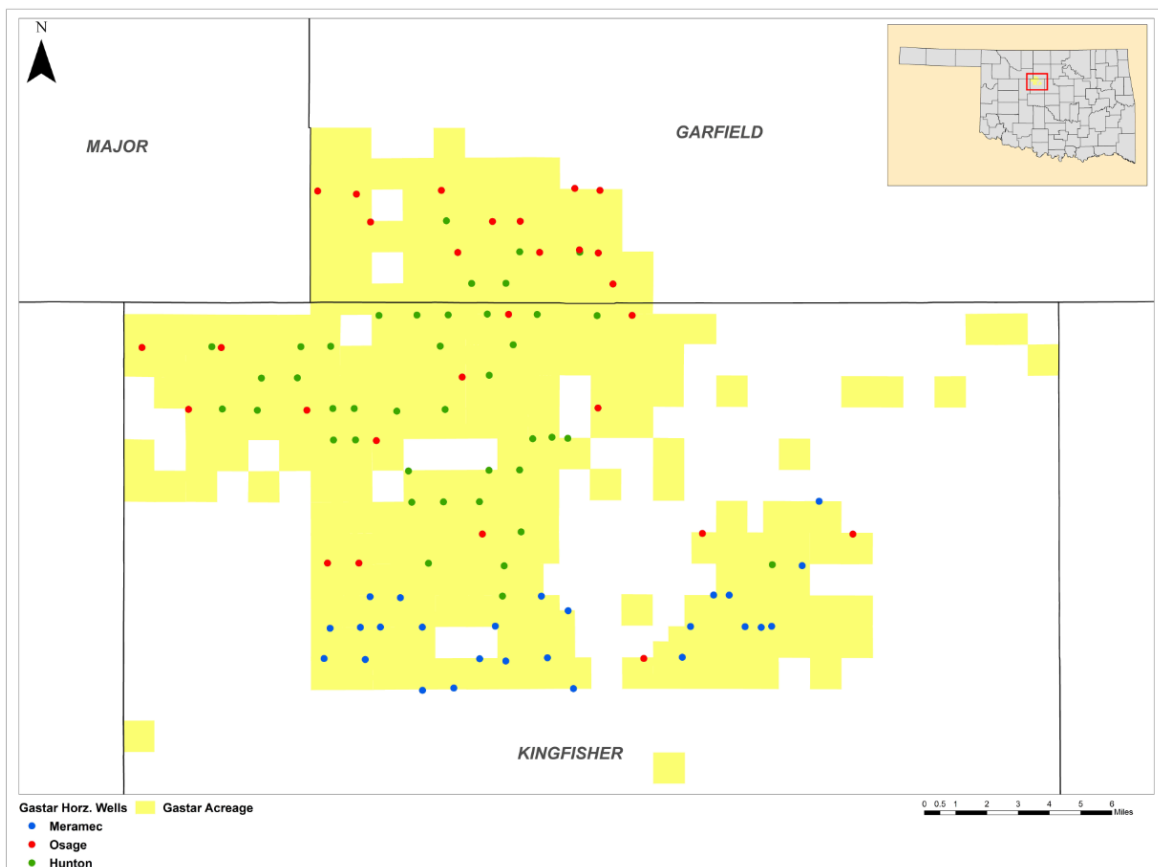 N
MAJOR
GARFIELD
KINGFISHER
Gastar Horz. Wells Gastar Acreage
Meramec
Osage
Hunton
0 0.5 1 2 3 4 5 6
Miles